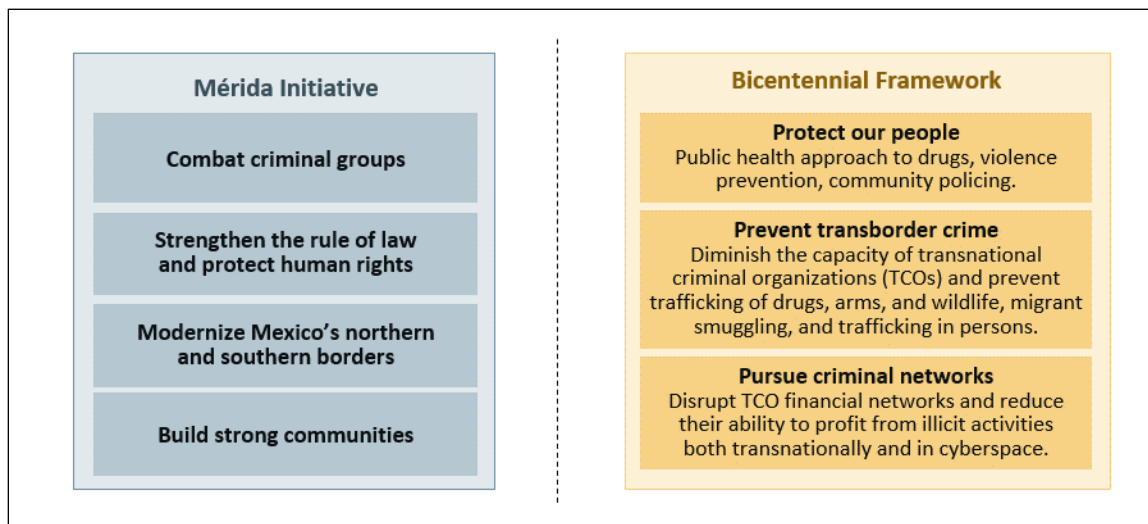 Mérida Initiative
Combat criminal groups
Strengthen the rule of law
and protect human rights
Modernize Mexico's northern
and southern borders
Build strong communities
Bicentennial Framework
Protect our people
Public health approach to drugs, violence
prevention, community policing.
Prevent transborder crime
Diminish the capacity of transnational
criminal organizations (TCOs) and prevent
trafficking of drugs, arms, and wildlife, migrant
smuggling, and trafficking in persons.
Pursue criminal networks
Disrupt TCO financial networks and reduce
their ability to profit from illicit activities
both transnationally and in cyberspace.